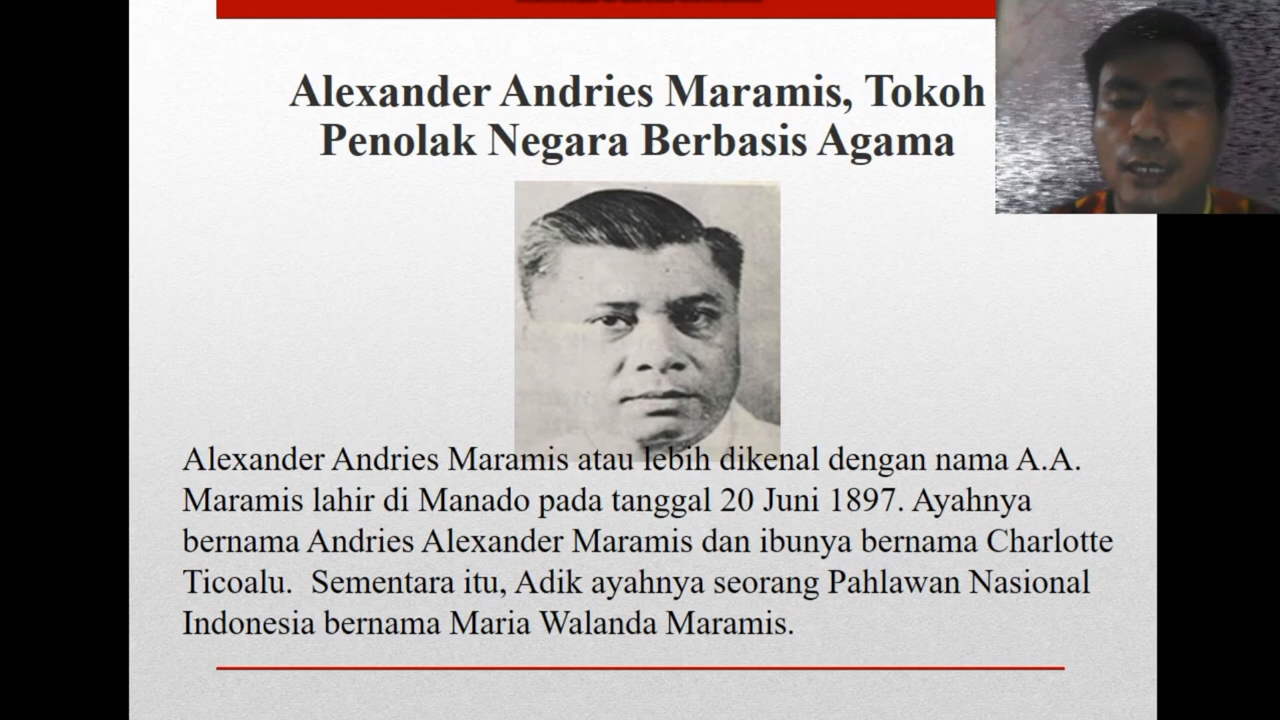 Alexander Andries Maramis, Tokoh
Penolak Negara Berbasis Agama
Alexander Andries Maramis atau lebih dikenal dengan nama A.A.
Maramis lahir di Manado pada tanggal 20 Juni 1897. Ayahnya
bernama Andries Alexander Maramis dan ibunya bernama Charlotte
Ticoalu. Sementara itu, Adik ayahnya seorang Pahlawan Nasional
Indonesia bernama Maria Walanda Maramis.